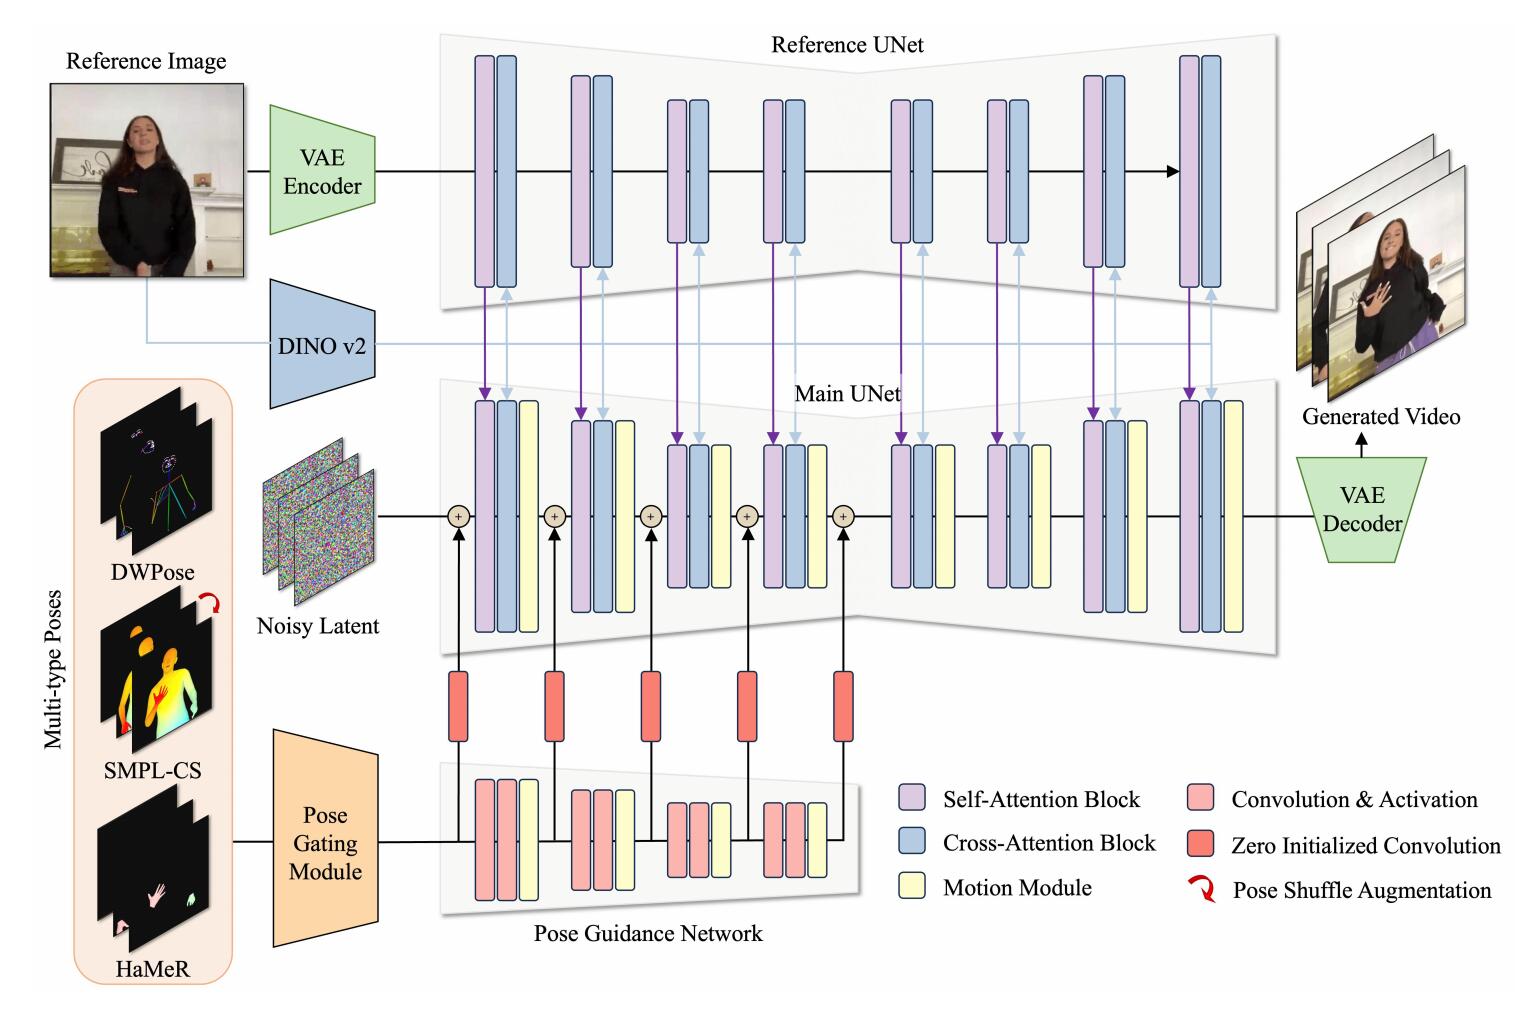 Reference UNet
Reference Image
VAE
Encoder
DINO v2
Main UNet
Generated Video
VAE
Decoder
Noisy Latent
Multi-type Poses
DWPose
SMPL-CS
HaMeR
Pose
Gating
Module
+ + + + +
Pose Guidance Network
Self-Attention Block
Cross-Attention Block
Motion Module
Convolution & Activation
Zero Initialized Convolution
Pose Shuffle Augmentation